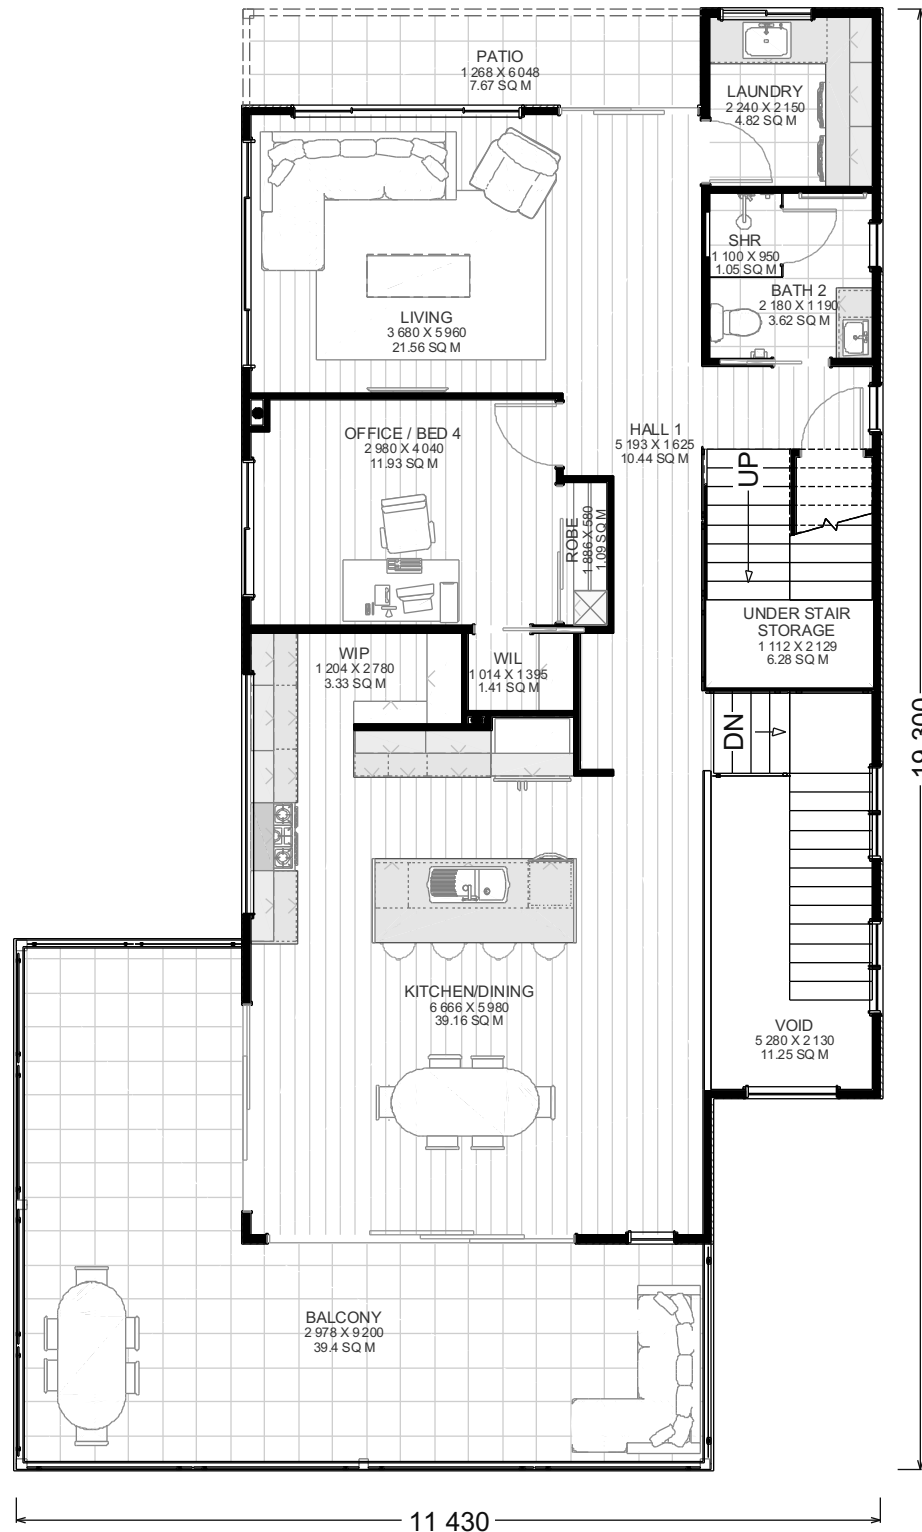 PATIO
1 268 X 6 048
7.67 SQ M
LAUNDRY
2 240 X 2 150
4.82 SQ M
SHR
1 100 X 950
1.05 SQ M
BATH 2
2 180 X 1 190
3.62 SQ M
LIVING
3 680 X 5 960
21.56 SQ M
OFFICE / BED 4
2 980 X 4 040
11.93 SQ M
HALL 1
5 193 X 1 625
10.44 SQ M
UP
ROBE
1 886 X 580
1.09 SQ M
UNDER STAIR
STORAGE
1 112 X 2 129
6.28 SQ M
WIP
1 204 X 2 780
3.33 SQ M
WIL
1 014 X 1 395
1.41 SQ M
DN
19 300
KITCHEN/DINING
6 666 X 5 980
39.16 SQ M
VOID
5 280 X 2 130
11.25 SQ M
BALCONY
2 978 X 9 200
39.4 SQ M
11 430